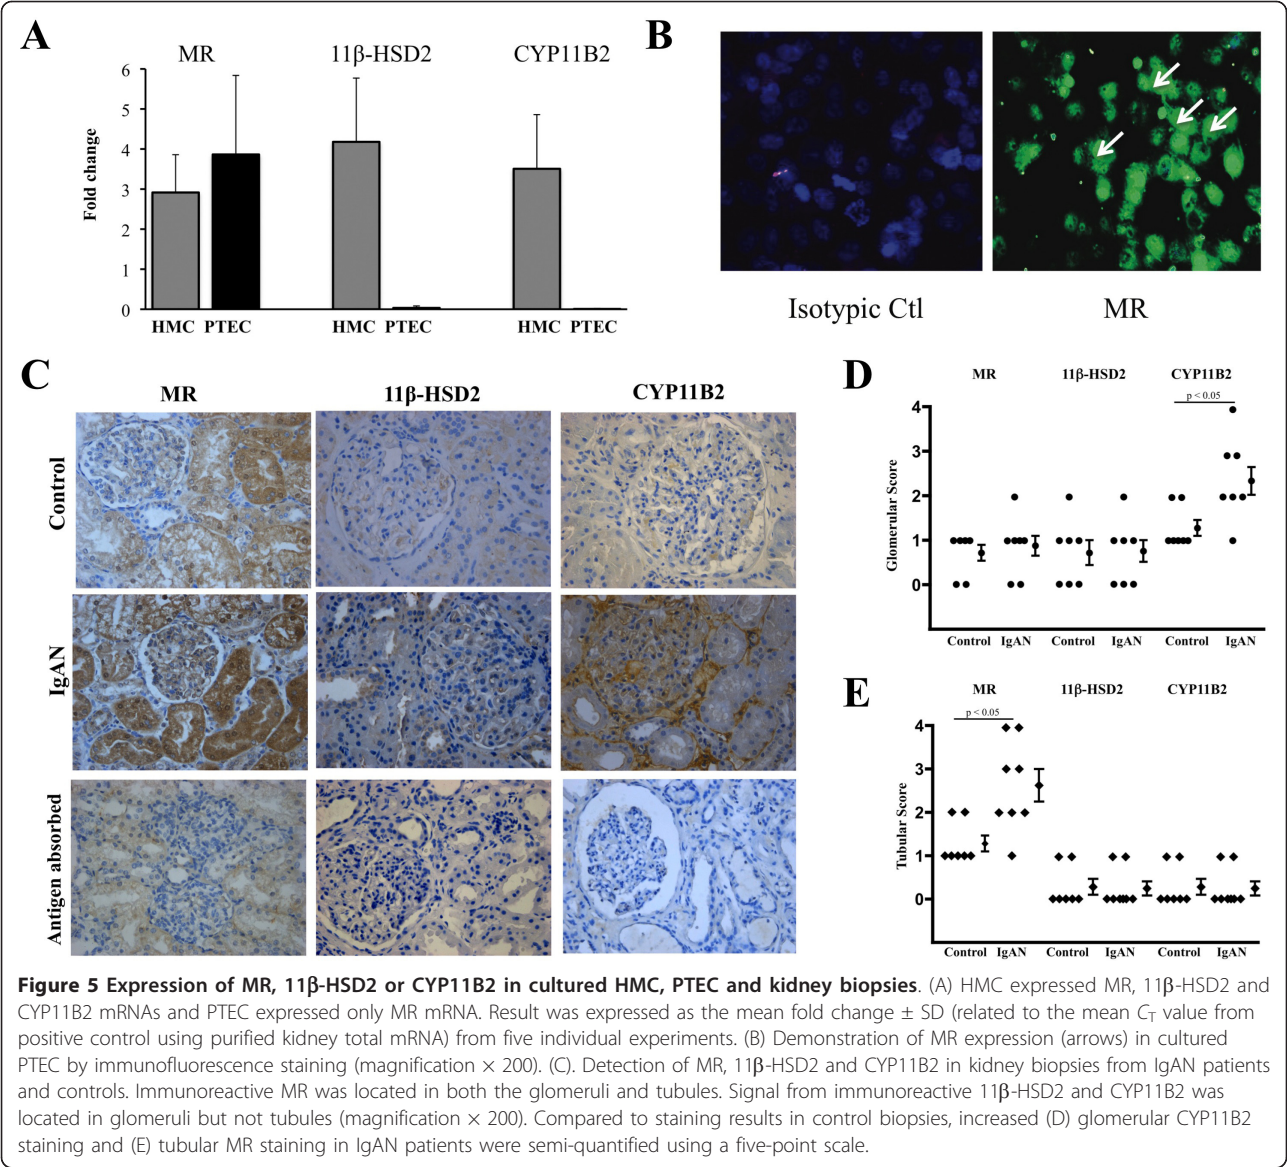 A
B
MR 11β-HSD2 CYP11B2
Fold change
6
5
4
3
2
1
0
HMC PTEC HMC PTEC HMC PTEC
Isotypic Ctl MR
C
MR 11β-HSD2 CYP11B2
Control
IgAN
Antigen absorbed
D
MR 11β-HSD2 CYP11B2
p < 0.05
Glomerular Score
4
3
2
1
0
Control IgAN Control IgAN Control IgAN
E
MR 11β-HSD2 CYP11B2
p < 0.05
Tubular Score
4
3
2
1
0
Control IgAN Control IgAN Control IgAN
Figure 5 Expression of MR, 11β-HSD2 or CYP11B2 in cultured HMC, PTEC and kidney biopsies. (A) HMC expressed MR, 11β-HSD2 and
CYP11B2 mRNAs and PTEC expressed only MR mRNA. Result was expressed as the mean fold change ± SD (related to the mean CT value from
positive control using purified kidney total mRNA) from five individual experiments. (B) Demonstration of MR expression (arrows) in cultured
PTEC by immunofluorescence staining (magnification × 200). (C). Detection of MR, 11β-HSD2 and CYP11B2 in kidney biopsies from IgAN patients
and controls. Immunoreactive MR was located in both the glomeruli and tubules. Signal from immunoreactive 11β-HSD2 and CYP11B2 was
located in glomeruli but not tubules (magnification × 200). Compared to staining results in control biopsies, increased (D) glomerular CYP11B2
staining and (E) tubular MR staining in IgAN patients were semi-quantified using a five-point scale.